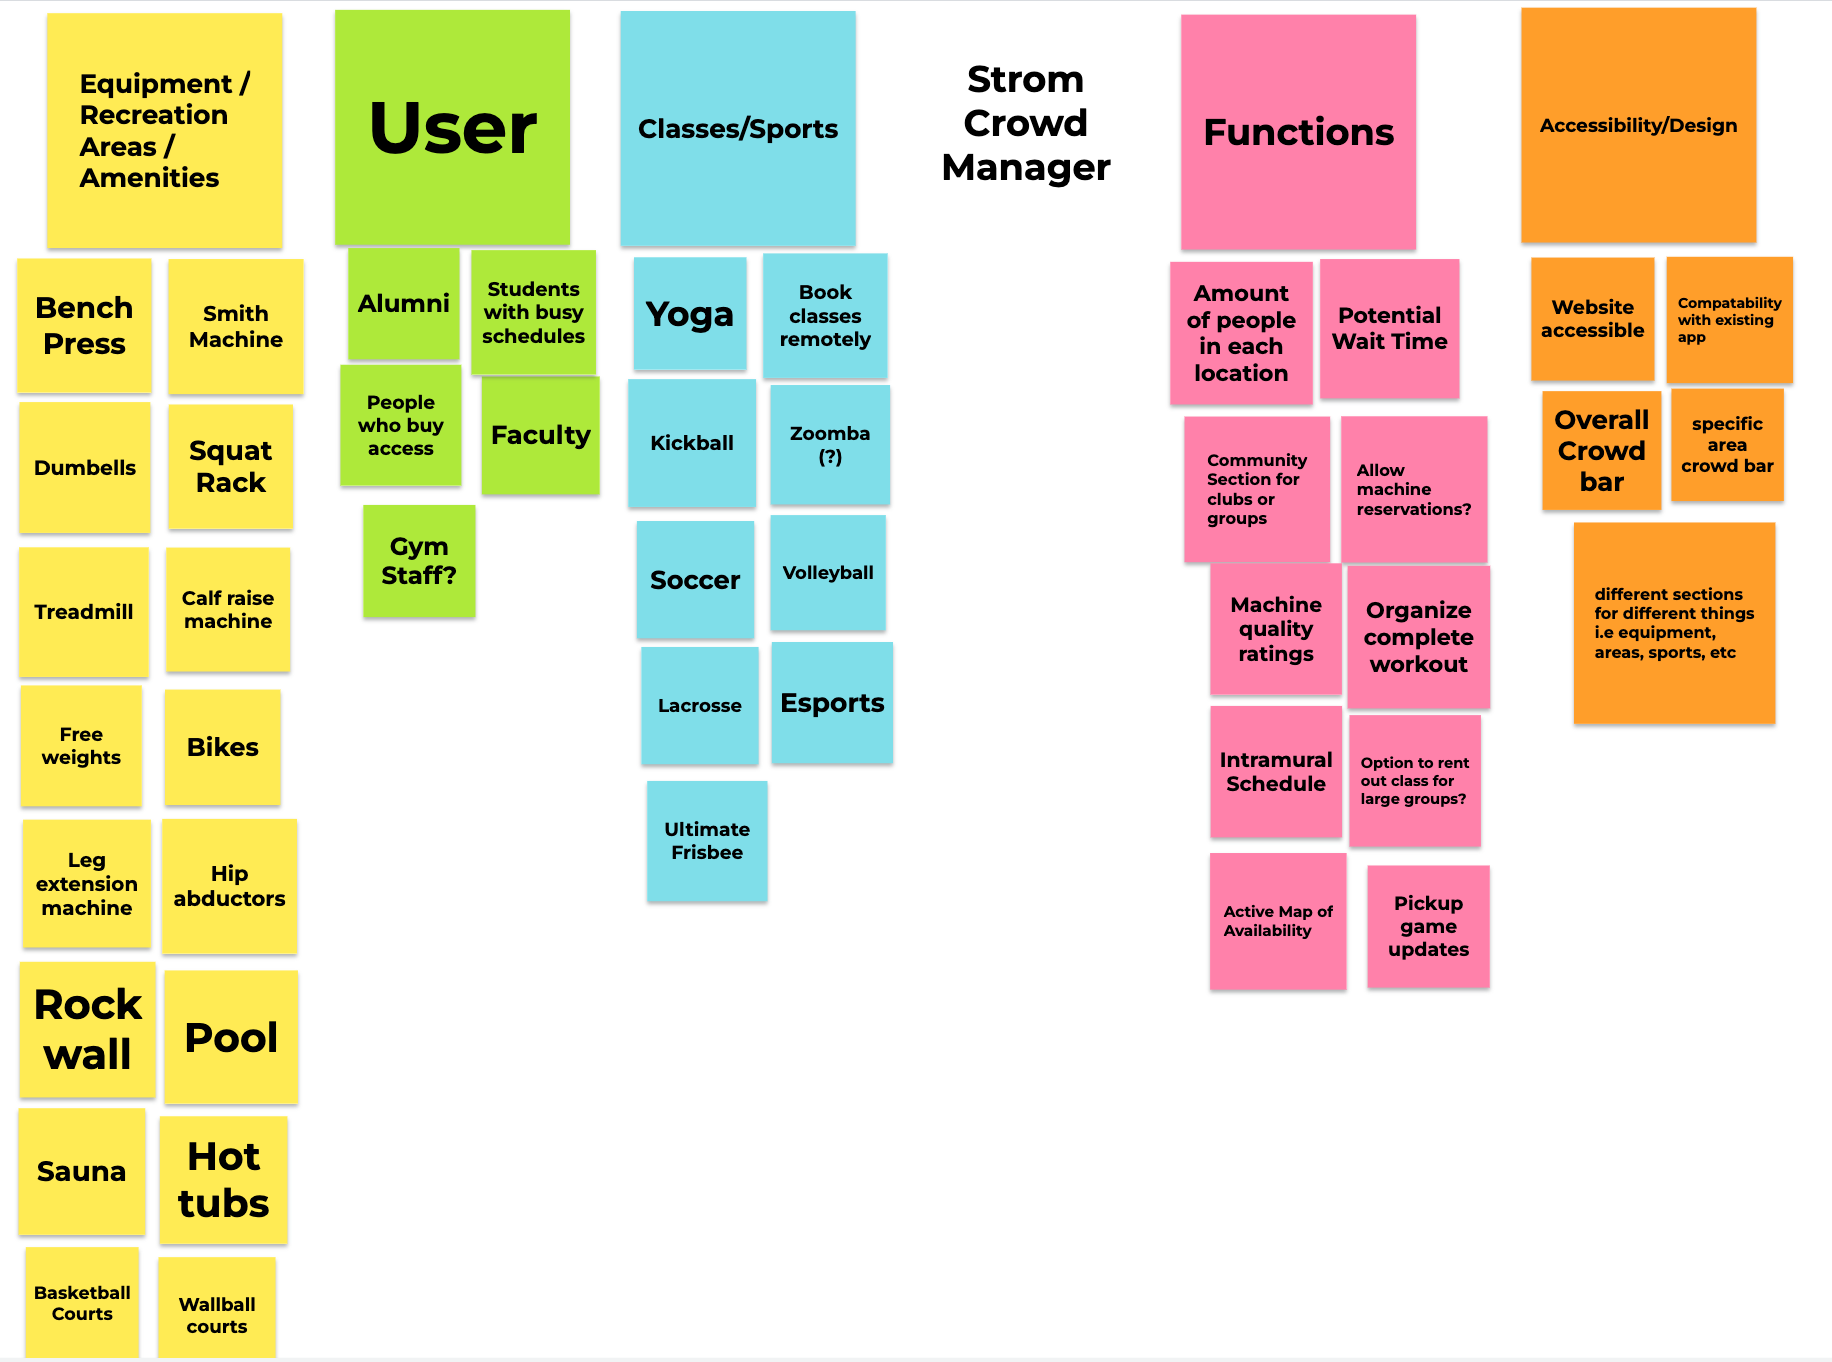 Equipment /
Recreation
Areas /
Amenities
Bench
Press
Smith
Machine
Dumbells
Squat
Rack
Treadmill
Calf raise
machine
Free
weights
Bikes
Leg
extension
machine
Hip
abductors
Rock
wall
Pool
Sauna
Hot
tubs
Basketball
Courts
Wallball
courts
User
Alumni
Students
with busy
schedules
People
who buy
access
Faculty
Gym
Staff?
Classes/Sports
Yoga
Book
classes
remotely
Kickball
Zoomba
(?)
Soccer
Volleyball
Lacrosse
Esports
Ultimate
Frisbee
Strom
Crowd
Manager
Functions
Amount
of people
in each
location
Potential
Wait Time
Community
Section for
clubs or
groups
Allow
machine
reservations?
Machine
quality
ratings
Organize
complete
workout
Intramural
Schedule
Option to rent
out class for
large groups?
Active Map of
Availability
Pickup
game
updates
Accessibility/Design
Website
accessible
Compatability
with existing
app
Overall
Crowd
bar
specific
area
crowd bar
different sections
for different things
i.e equipment,
areas, sports, etc